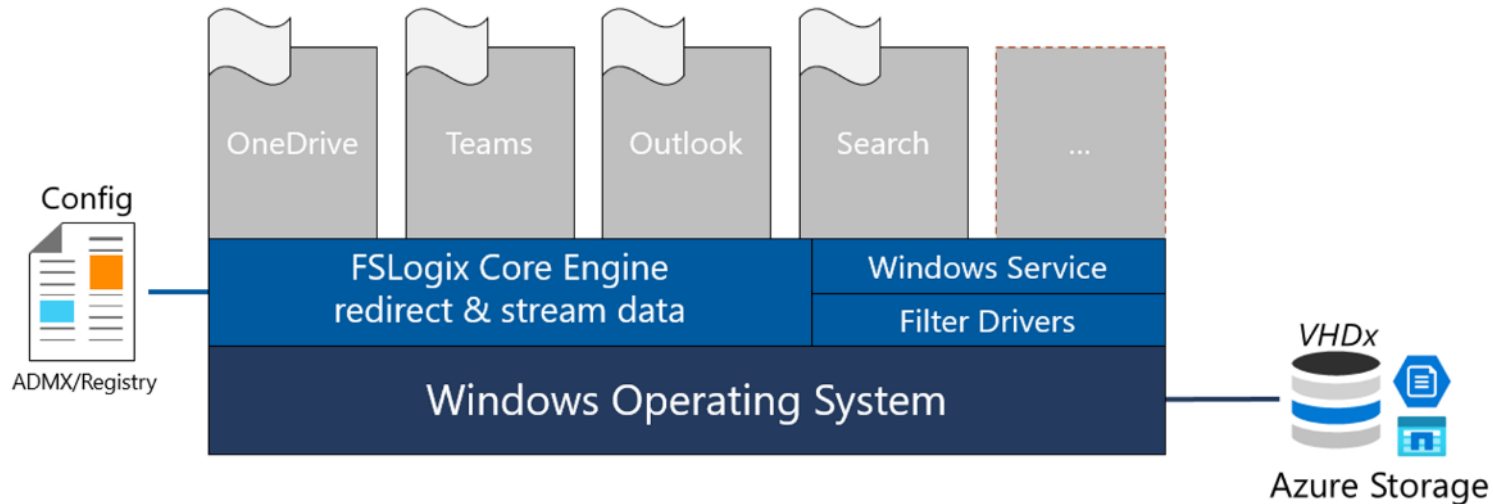 OneDrive
Teams
Outlook
Search
...
Config
ADMX/Registry
FSLogix Core Engine
redirect & stream data
Windows Service
Filter Drivers
Windows Operating System
VHDx
Azure Storage